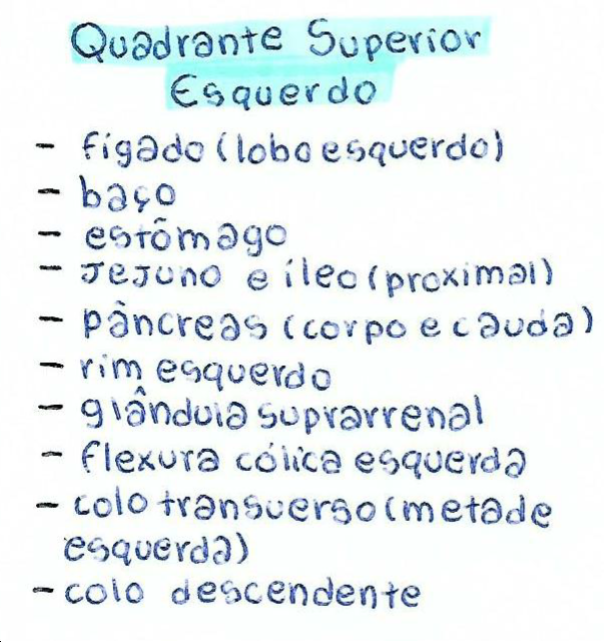 Quadrante Superior
Esquerdo
- fígado (lobo esquerdo)
- baço
- estômago
- Jejuno e íleo (proximal)
- pâncreas (corpo e cauda)
- rim esquerdo
- glândula suprarrenal
- flexura cólica esquerda
- colo transverso (metade
esquerda)
- colo descendente